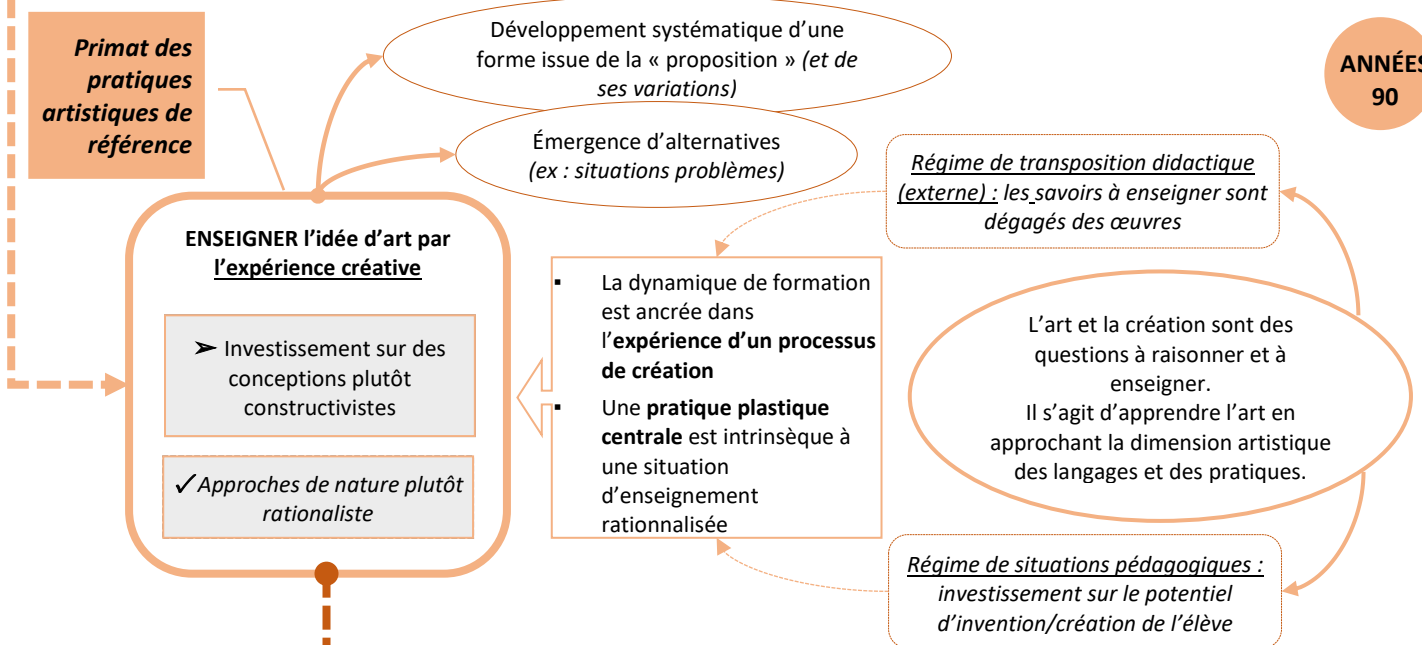 Primat des
pratiques
artistiques de
référence
Développement systématique d’une
forme issue de la « proposition » (et de
ses variations)
Émergence d’alternatives
(ex : situations problèmes)
ANNÉES
90
Régime de transposition didactique
(externe) : les savoirs à enseigner sont
dégagés des œuvres
ENSEIGNER l’idée d’art par
l’expérience créative
➢ Investissement sur des
conceptions plutôt
constructivistes
✓ Approches de nature plutôt
rationaliste
▪ La dynamique de formation
est ancrée dans
l’expérience d’un processus
de création
▪ Une pratique plastique
centrale est intrinsèque à
une situation
d’enseignement
rationnalisée
L’art et la création sont des
questions à raisonner et à
enseigner.
Il s’agit d’apprendre l’art en
approchant la dimension artistique
des langages et des pratiques.
Régime de situations pédagogiques :
investissement sur le potentiel
d’invention/création de l’élève